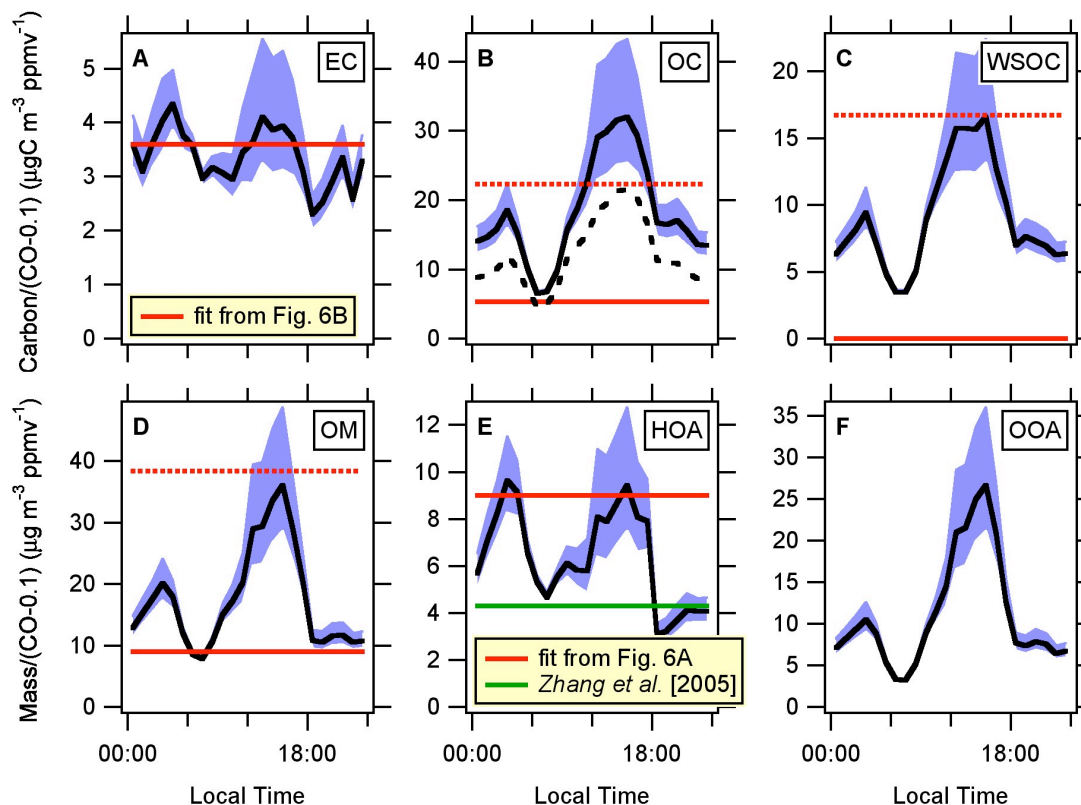 Carbon/(CO-0.1) (µgC m⁻³ ppmv⁻¹)
A
EC
5
4
3
2
1
0
fit from Fig. 6B
B
OC
40
30
20
10
0
C
WSOC
20
15
10
5
0
Mass/(CO-0.1) (µg m⁻³ ppmv⁻¹)
D
OM
40
30
20
10
0
E
HOA
12
10
8
6
4
2
0
fit from Fig. 6A
Zhang et al. [2005]
F
OOA
35
30
25
20
15
10
5
0
00:00 18:00
00:00 18:00
00:00 18:00
Local Time
Local Time
Local Time